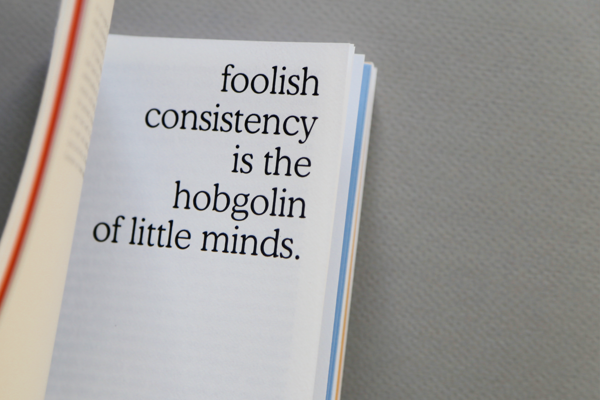 foolish
consistency
is the
hobgolin
of little minds.